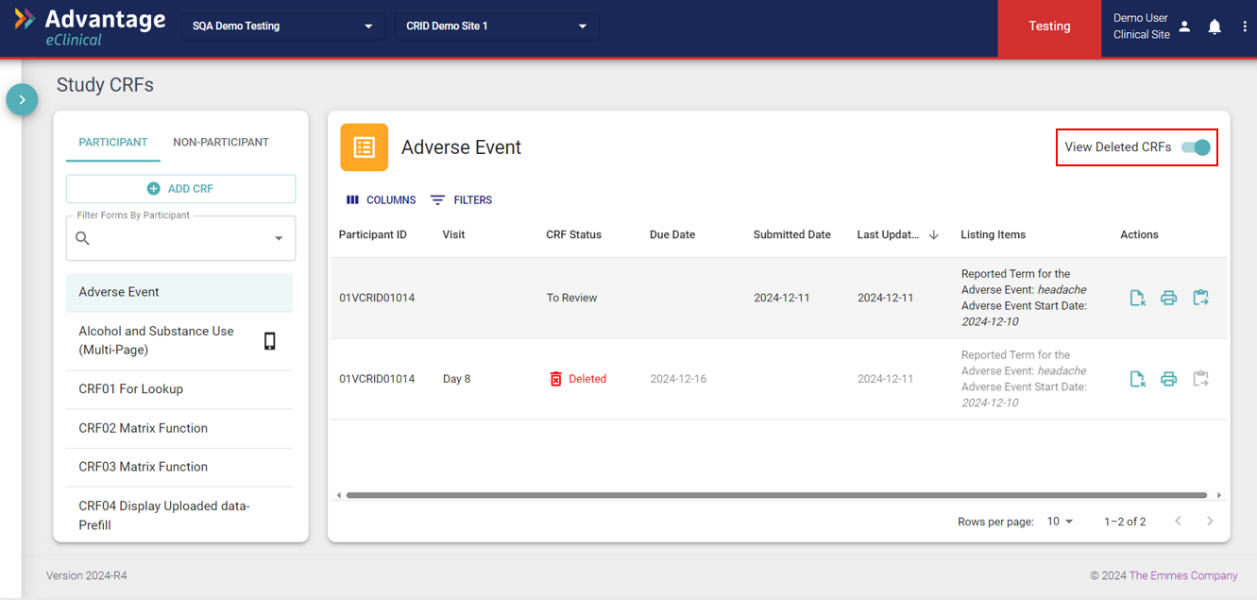 Advantage
eClinical
SQA Demo Testing
CRID Demo Site 1
Testing
Demo User
Clinical Site
Study CRFs
PARTICIPANT
NON-PARTICIPANT
ADD CRF
Filter Forms By Participant
Adverse Event
Alcohol and Substance Use
(Multi-Page)
CRF01 For Lookup
CRF02 Matrix Function
CRF03 Matrix Function
CRF04 Display Uploaded data-
Prefill
Adverse Event
View Deleted CRFs
COLUMNS
FILTERS
Participant ID Visit CRF Status Due Date Submitted Date Last Updat... Listing Items Actions
01VCRID01014 To Review 2024-12-11 2024-12-11
Reported Term for the
Adverse Event: headache
Adverse Event Start Date:
2024-12-10
01VCRID01014 Day 8 Deleted 2024-12-16 2024-12-11
Reported Term for the
Adverse Event: headache
Adverse Event Start Date:
2024-12-10
Rows per page: 10 1–2 of 2
Version 2024-R4
© 2024 The Emmes Company